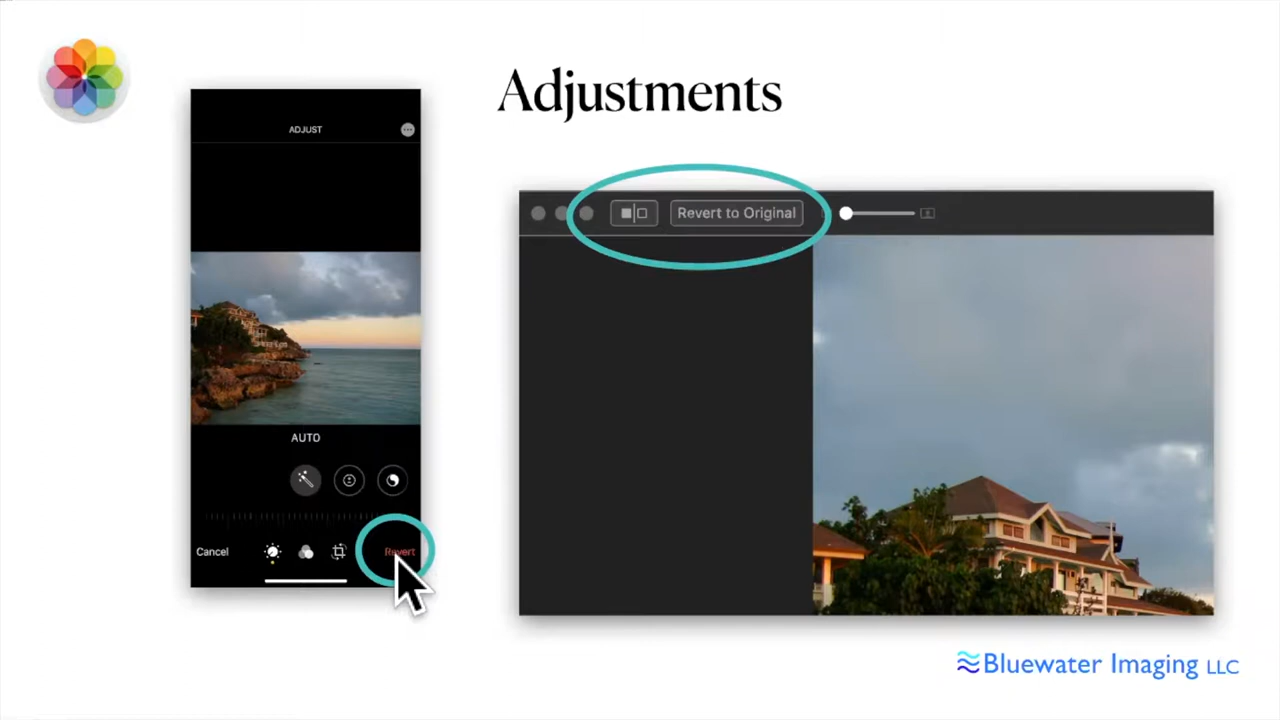 Adjustments
ADJUST
AUTO
Cancel
Revert
Revert to Original
Bluewater Imaging LLC